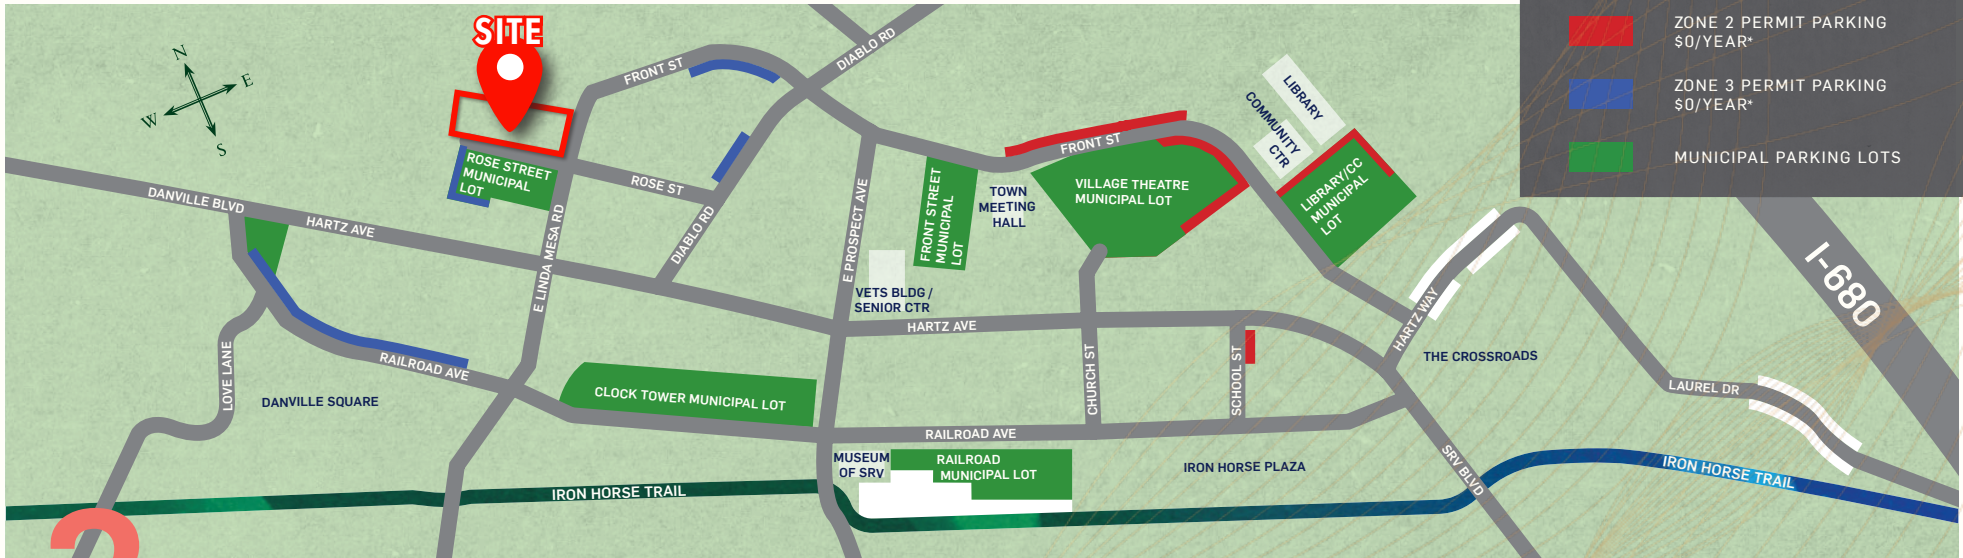 SITE
N
E
W
S
FRONT ST
DIABLO RD
ROSE STREET
MUNICIPAL
LOT
ROSE ST
DANVILLE BLVD
HARTZ AVE
E LINDA MESA RD
DIABLO RD
E PROSPECT AVE
FRONT STREET
MUNICIPAL
LOT
TOWN
MEETING
HALL
FRONT ST
VILLAGE THEATRE
MUNICIPAL LOT
LIBRARY
COMMUNITY
CTR
LIBRARY/CC
MUNICIPAL
LOT
ZONE 2 PERMIT PARKING
$0/YEAR*
ZONE 3 PERMIT PARKING
$0/YEAR*
MUNICIPAL PARKING LOTS
I-680
VETS BLDG /
SENIOR CTR
HARTZ AVE
HARTZ WAY
THE CROSSROADS
LAUREL DR
LOVE LANE
RAILROAD AVE
DANVILLE SQUARE
CLOCK TOWER MUNICIPAL LOT
CHURCH ST
SCHOOL ST
RAILROAD AVE
MUSEUM
OF SRV
RAILROAD
MUNICIPAL LOT
IRON HORSE PLAZA
SRV BLVD
IRON HORSE TRAIL
IRON HORSE TRAIL